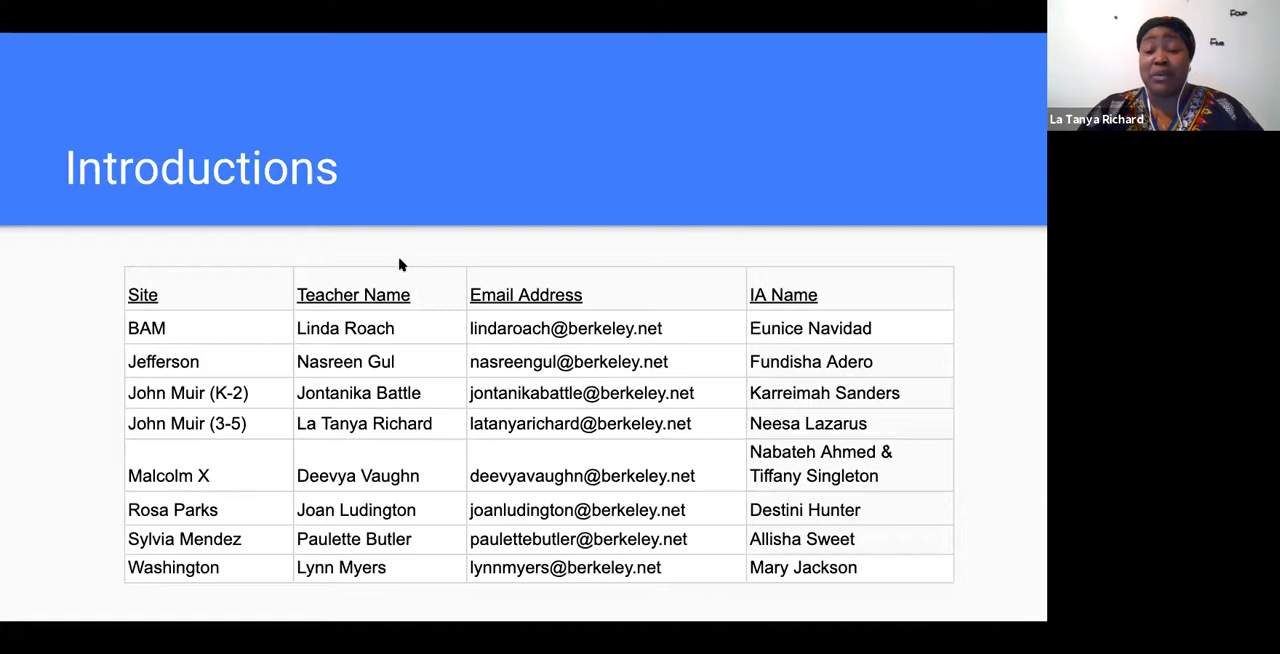 Four
Five
La Tanya Richard
Introductions
Site Teacher Name Email Address IA Name
BAM Linda Roach lindaroach@berkeley.net Eunice Navidad
Jefferson Nasreen Gul nasreengul@berkeley.net Fundisha Adero
John Muir (K-2) Jontanika Battle jontanikabattle@berkeley.net Karreimah Sanders
John Muir (3-5) La Tanya Richard latanyarichard@berkeley.net Neesa Lazarus
Nabateh Ahmed &
Malcolm X Deevya Vaughn deevyavaughn@berkeley.net Tiffany Singleton
Rosa Parks Joan Ludington joanludington@berkeley.net Destini Hunter
Sylvia Mendez Paulette Butler paulettebutler@berkeley.net Allisha Sweet
Washington Lynn Myers lynnmyers@berkeley.net Mary Jackson